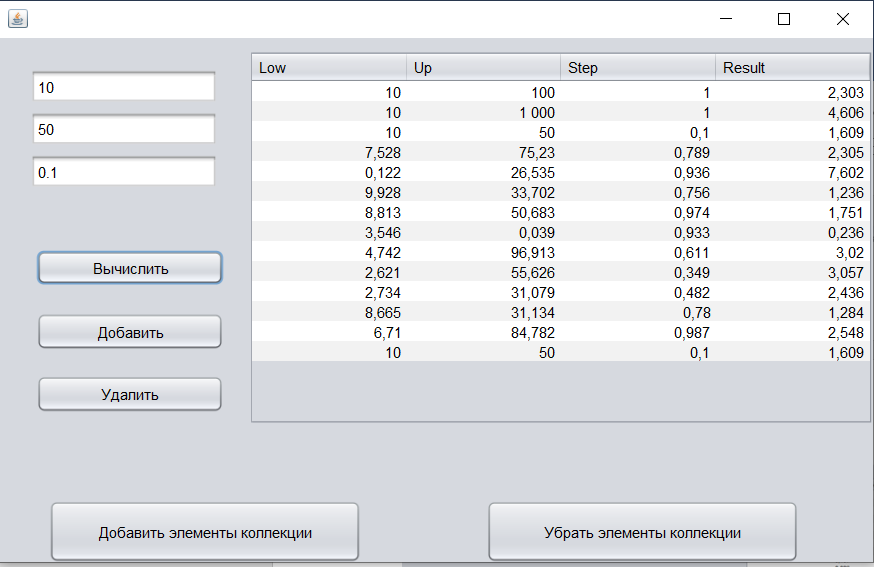 10
50
0.1
Вычислить
Добавить
Удалить
Low Up Step Result
10 100 1 2,303
10 1 000 1 4,606
10 50 0,1 1,609
7,528 75,23 0,789 2,305
0,122 26,535 0,936 7,602
9,928 33,702 0,756 1,236
8,813 50,683 0,974 1,751
3,546 0,039 0,933 0,236
4,742 96,913 0,611 3,02
2,621 55,626 0,349 3,057
2,734 31,079 0,482 2,436
8,665 31,134 0,78 1,284
6,71 84,782 0,987 2,548
10 50 0,1 1,609
Добавить элементы коллекции
Убрать элементы коллекции